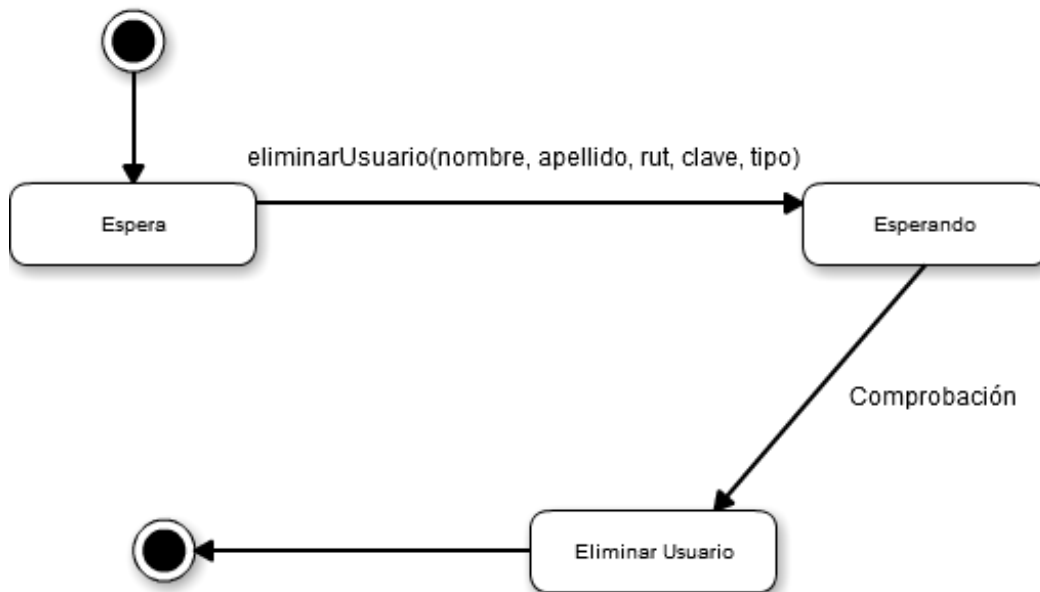 eliminarUsuario(nombre, apellido, rut, clave, tipo)
Espera
Esperando
Comprobación
Eliminar Usuario